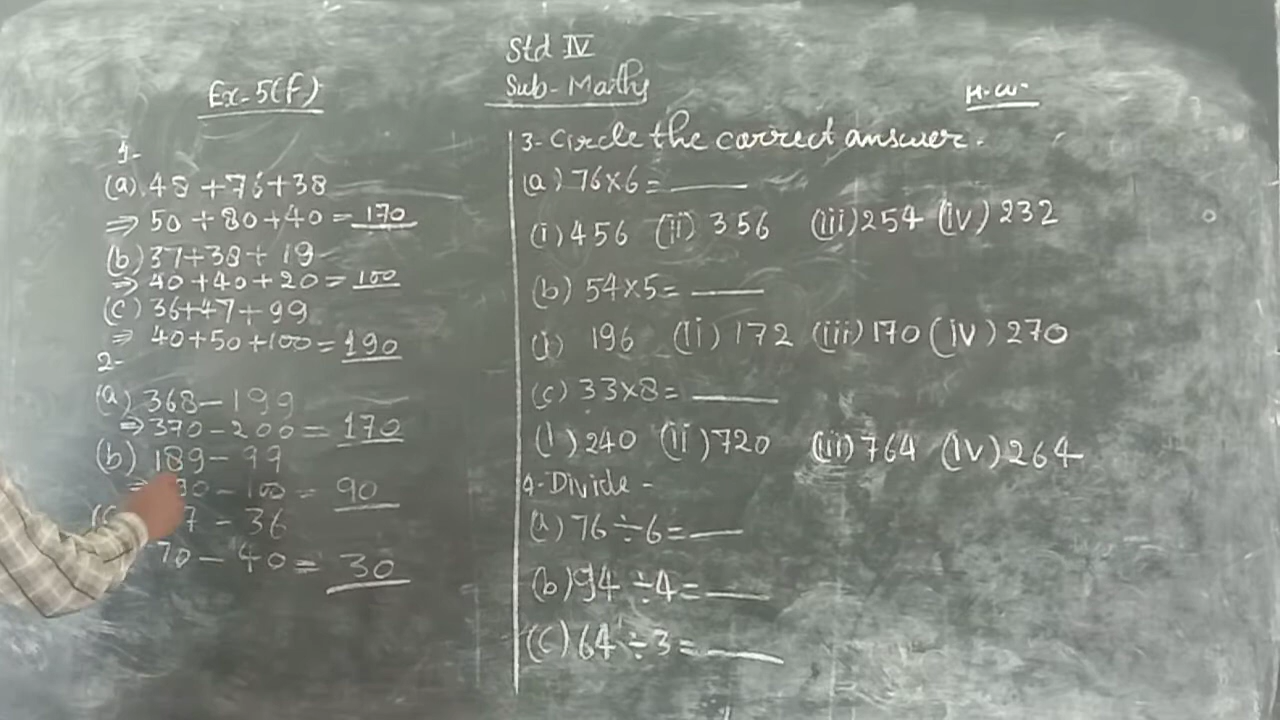 Std IV
Sub- Maths
Ex-5(f)
1-
(a) 48 +76+38
⇒ 50 +80+40 = 170
(b) 37+38+ 19
⇒ 40 +40+20 = 100
(c) 36+47+99
⇒ 40+50+100=190
2-
(a) 368-199
⇒ 370-200= 170
(b) 189-99
90-100= 90
7 - 36
70- 40= 30
H.W.
3- Circle the correct answer.
(a) 76×6= ____
(i) 456 (ii) 356 (iii) 254 (iv) 232
(b) 54×5= ____
(i) 196 (ii) 172 (iii) 170 (iv) 270
(c) 33×8= ____
(i) 240 (ii) 720 (iii) 764 (iv) 264
4- Divide -
(a) 76÷6= ____
(b) 94 ÷4= ____
(c) 64 ÷3= ____